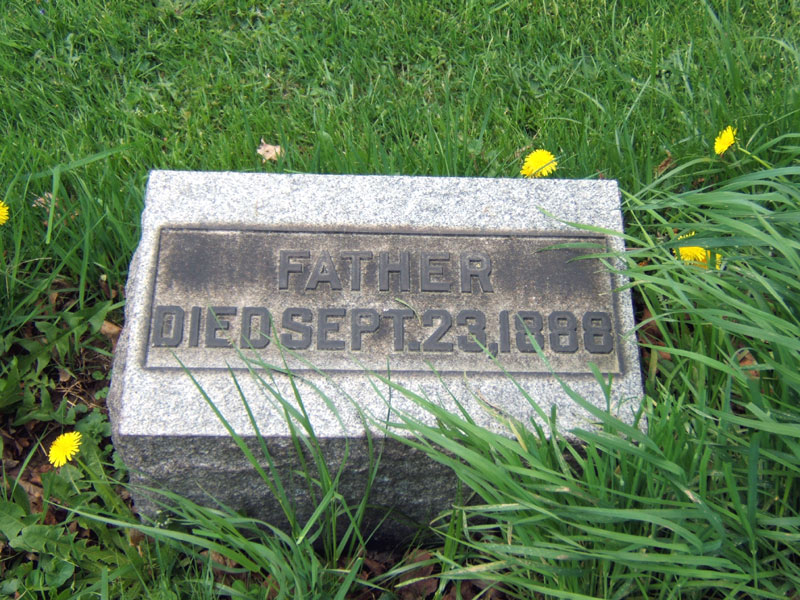 FATHER
DIED SEPT. 23, 1888